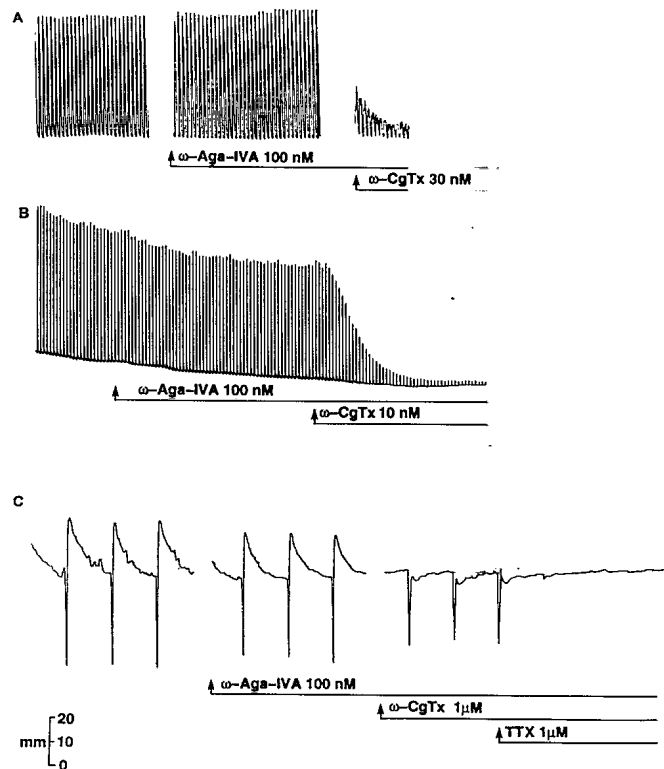 A
ω–Aga–IVA 100 nM
ω–CgTx 30 nM
B
ω–Aga–IVA 100 nM
ω–CgTx 10 nM
C
ω–Aga–IVA 100 nM
ω–CgTx 1μM
TTX 1μM
20
mm 10
0